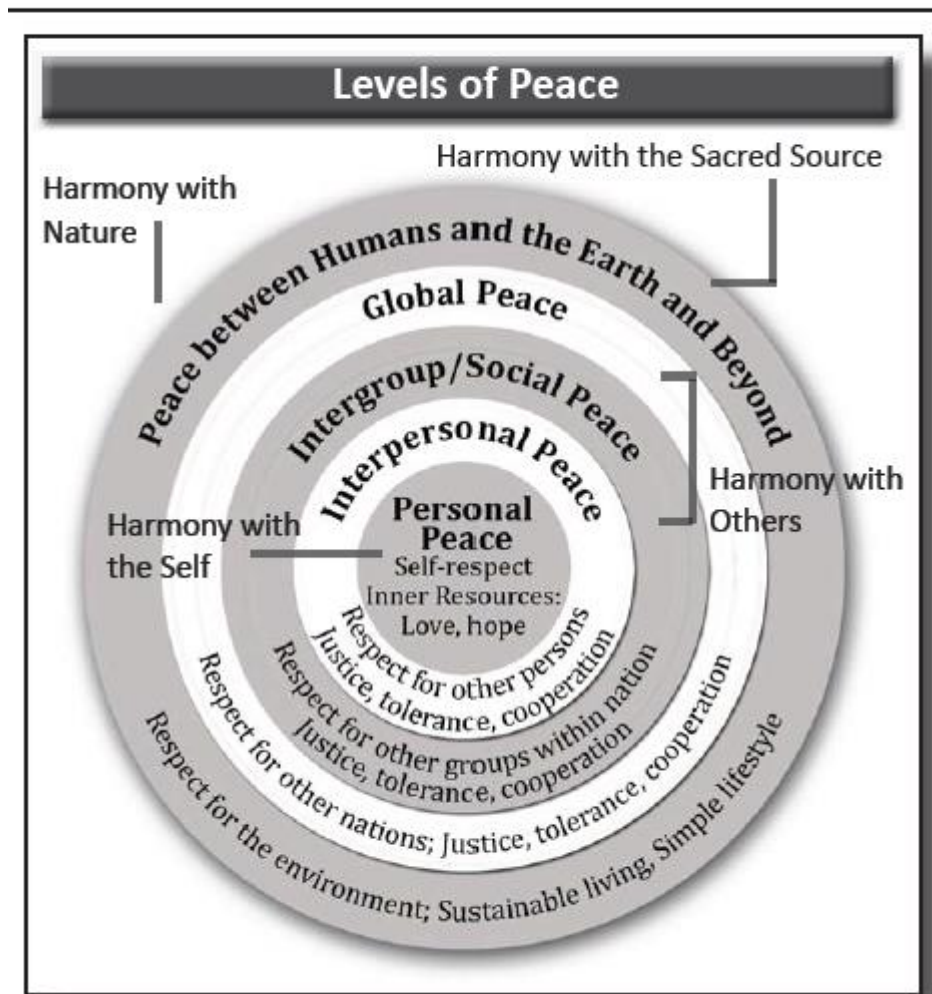 Levels of Peace
Harmony with the Sacred Source
Harmony with
Nature
Peace between Humans and the Earth and Beyond
Global Peace
Intergroup/Social Peace
Interpersonal Peace
Personal
Peace
Self-respect
Inner Resources:
Love, hope
Harmony with
the Self
Harmony with
Others
Respect for other persons
Justice, tolerance, cooperation
Respect for other groups within nation
Justice, tolerance, cooperation
Respect for other nations; Justice, tolerance, cooperation
Respect for the environment; Sustainable living, Simple lifestyle